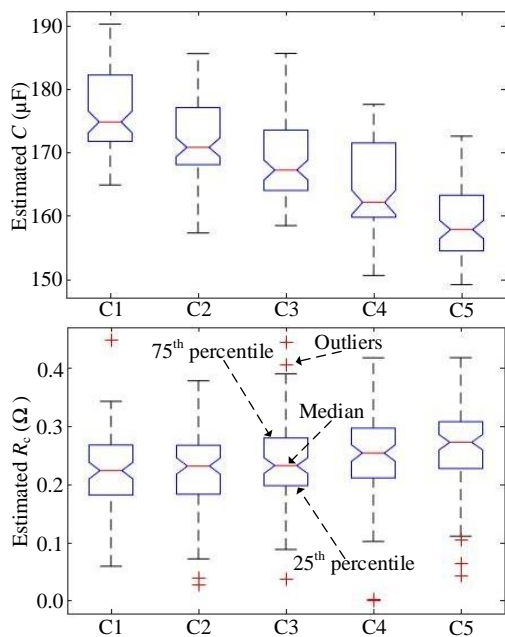 Estimated C (μF)
190
180
170
160
150
C1 C2 C3 C4 C5
Estimated Rc (Ω)
0.4
0.3
0.2
0.1
0.0
75th percentile
Outliers
Median
25th percentile
C1 C2 C3 C4 C5